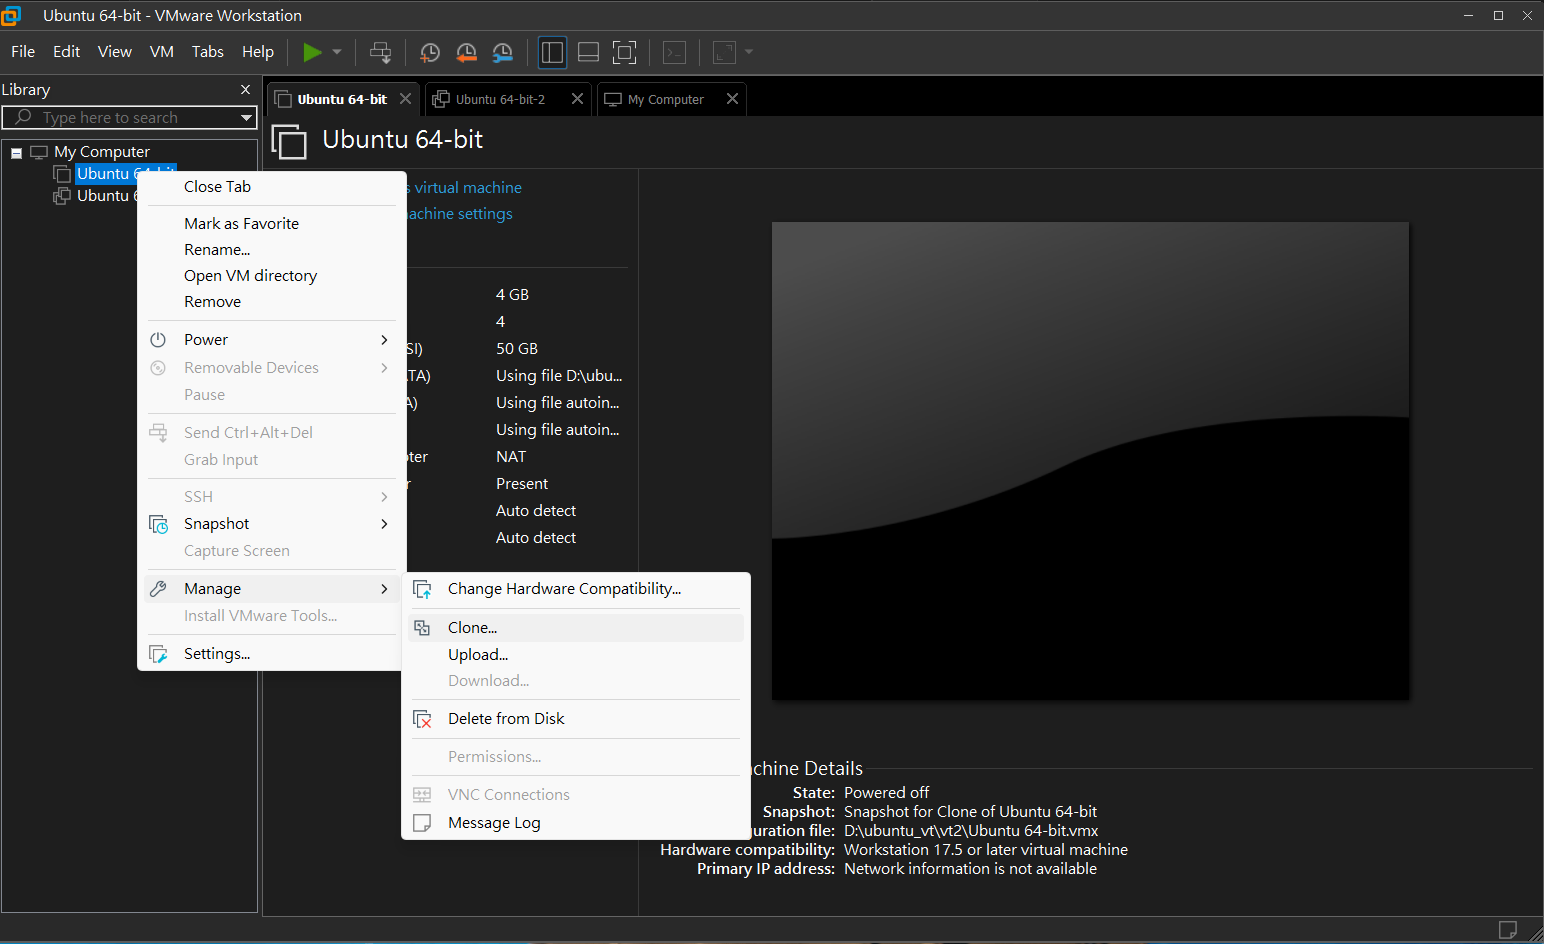 Ubuntu 64-bit - VMware Workstation
File Edit View VM Tabs Help
Library
Type here to search
My Computer
Ubuntu 64-bit
Ubuntu 6
Ubuntu 64-bit
Ubuntu 64-bit-2
My Computer
Ubuntu 64-bit
s virtual machine
achine settings
4 GB
4
SI) 50 GB
TA) Using file D:\ubu...
A) Using file autoin...
Using file autoin...
pter NAT
r Present
Auto detect
Auto detect
Close Tab
Mark as Favorite
Rename...
Open VM directory
Remove
Power
Removable Devices
Pause
Send Ctrl+Alt+Del
Grab Input
SSH
Snapshot
Capture Screen
Manage
Install VMware Tools...
Settings...
Change Hardware Compatibility...
Clone...
Upload...
Download...
Delete from Disk
Permissions...
VNC Connections
Message Log
chine Details
State: Powered off
Snapshot: Snapshot for Clone of Ubuntu 64-bit
guration file: D:\ubuntu_vt\vt2\Ubuntu 64-bit.vmx
Hardware compatibility: Workstation 17.5 or later virtual machine
Primary IP address: Network information is not available